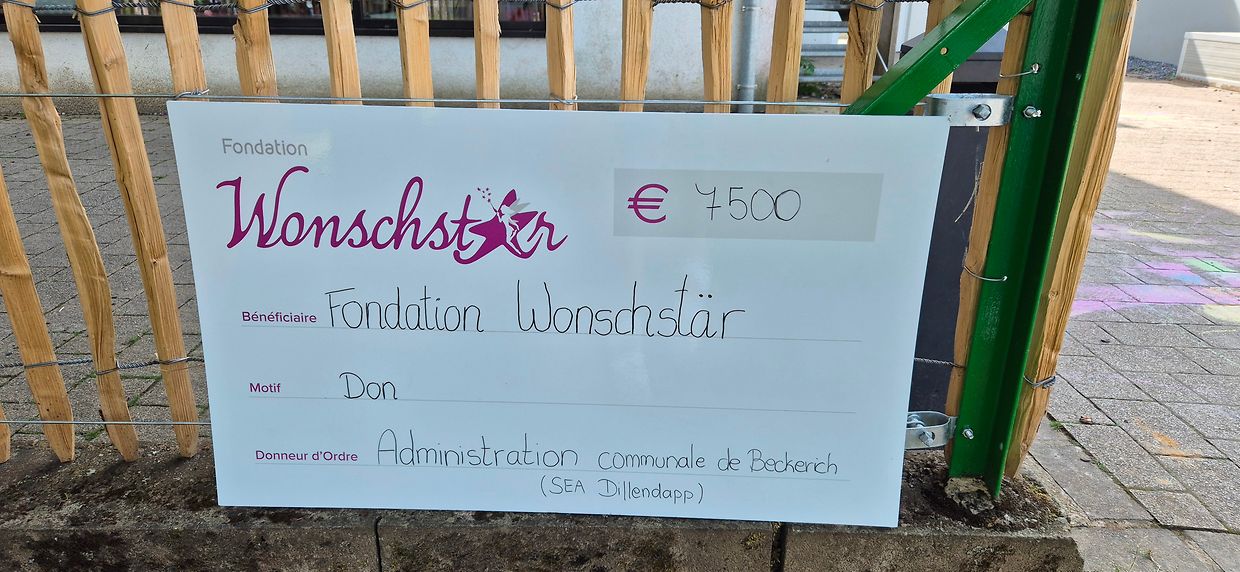 Fondation
Wonschstär
€ 7500
Bénéficiaire Fondation Wonschstär
Motif Don
Donneur d'Ordre Administration communale de Beckerich
(SEA Dillendapp)